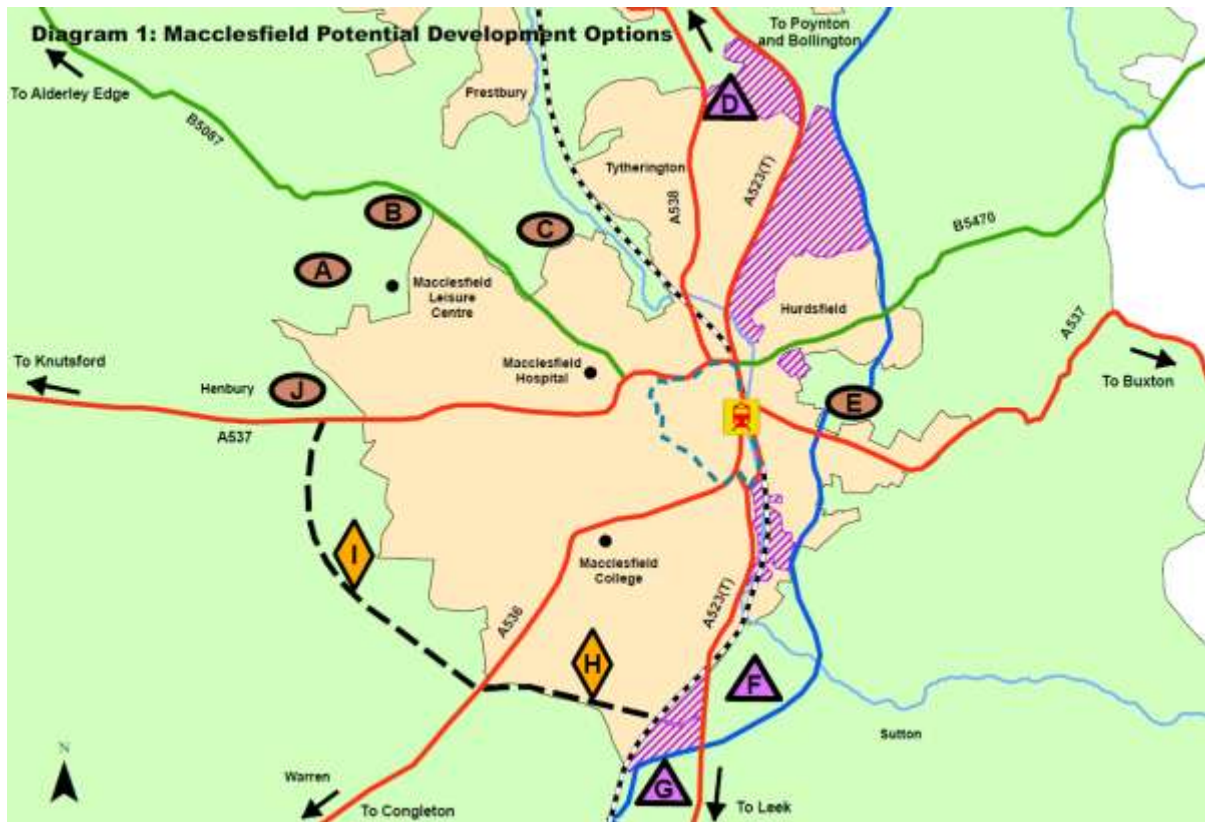 Diagram 1: Macclesfield Potential Development Options
To Poynton
and Bollington
To Alderley Edge
Prestbury
D
B5087
Tytherington
A538
A523(T)
B
C
B5470
A
Macclesfield
Leisure
Centre
Hurdsfield
A537
To Knutsford
Macclesfield
Hospital
To Buxton
Henbury
J
E
A537
I
Macclesfield
College
A536
A523(T)
H
F
Sutton
N
Warren
G
To Congleton
To Leek